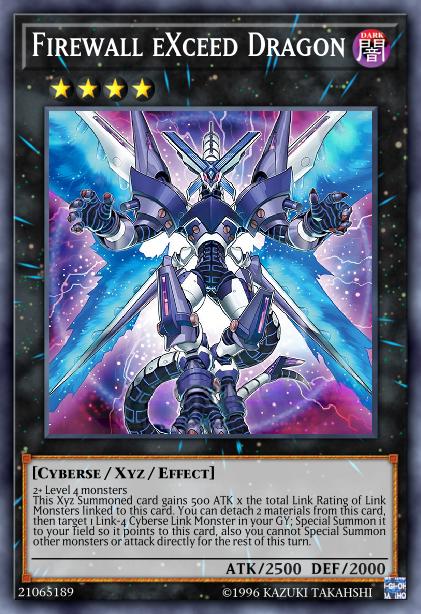 Firewall eXceed Dragon
DARK
闇
[Cyberse / Xyz / Effect]
2+ Level 4 monsters
This Xyz Summoned card gains 500 ATK x the total Link Rating of Link
Monsters linked to this card. You can detach 2 materials from this card,
then target 1 Link-4 Cyberse Link Monster in your GY; Special Summon it
to your field so it points to this card, also you cannot Special Summon
other monsters or attack directly for the rest of this turn.
ATK/2500 DEF/2000
21065189
©1996 KAZUKI TAKAHSHI